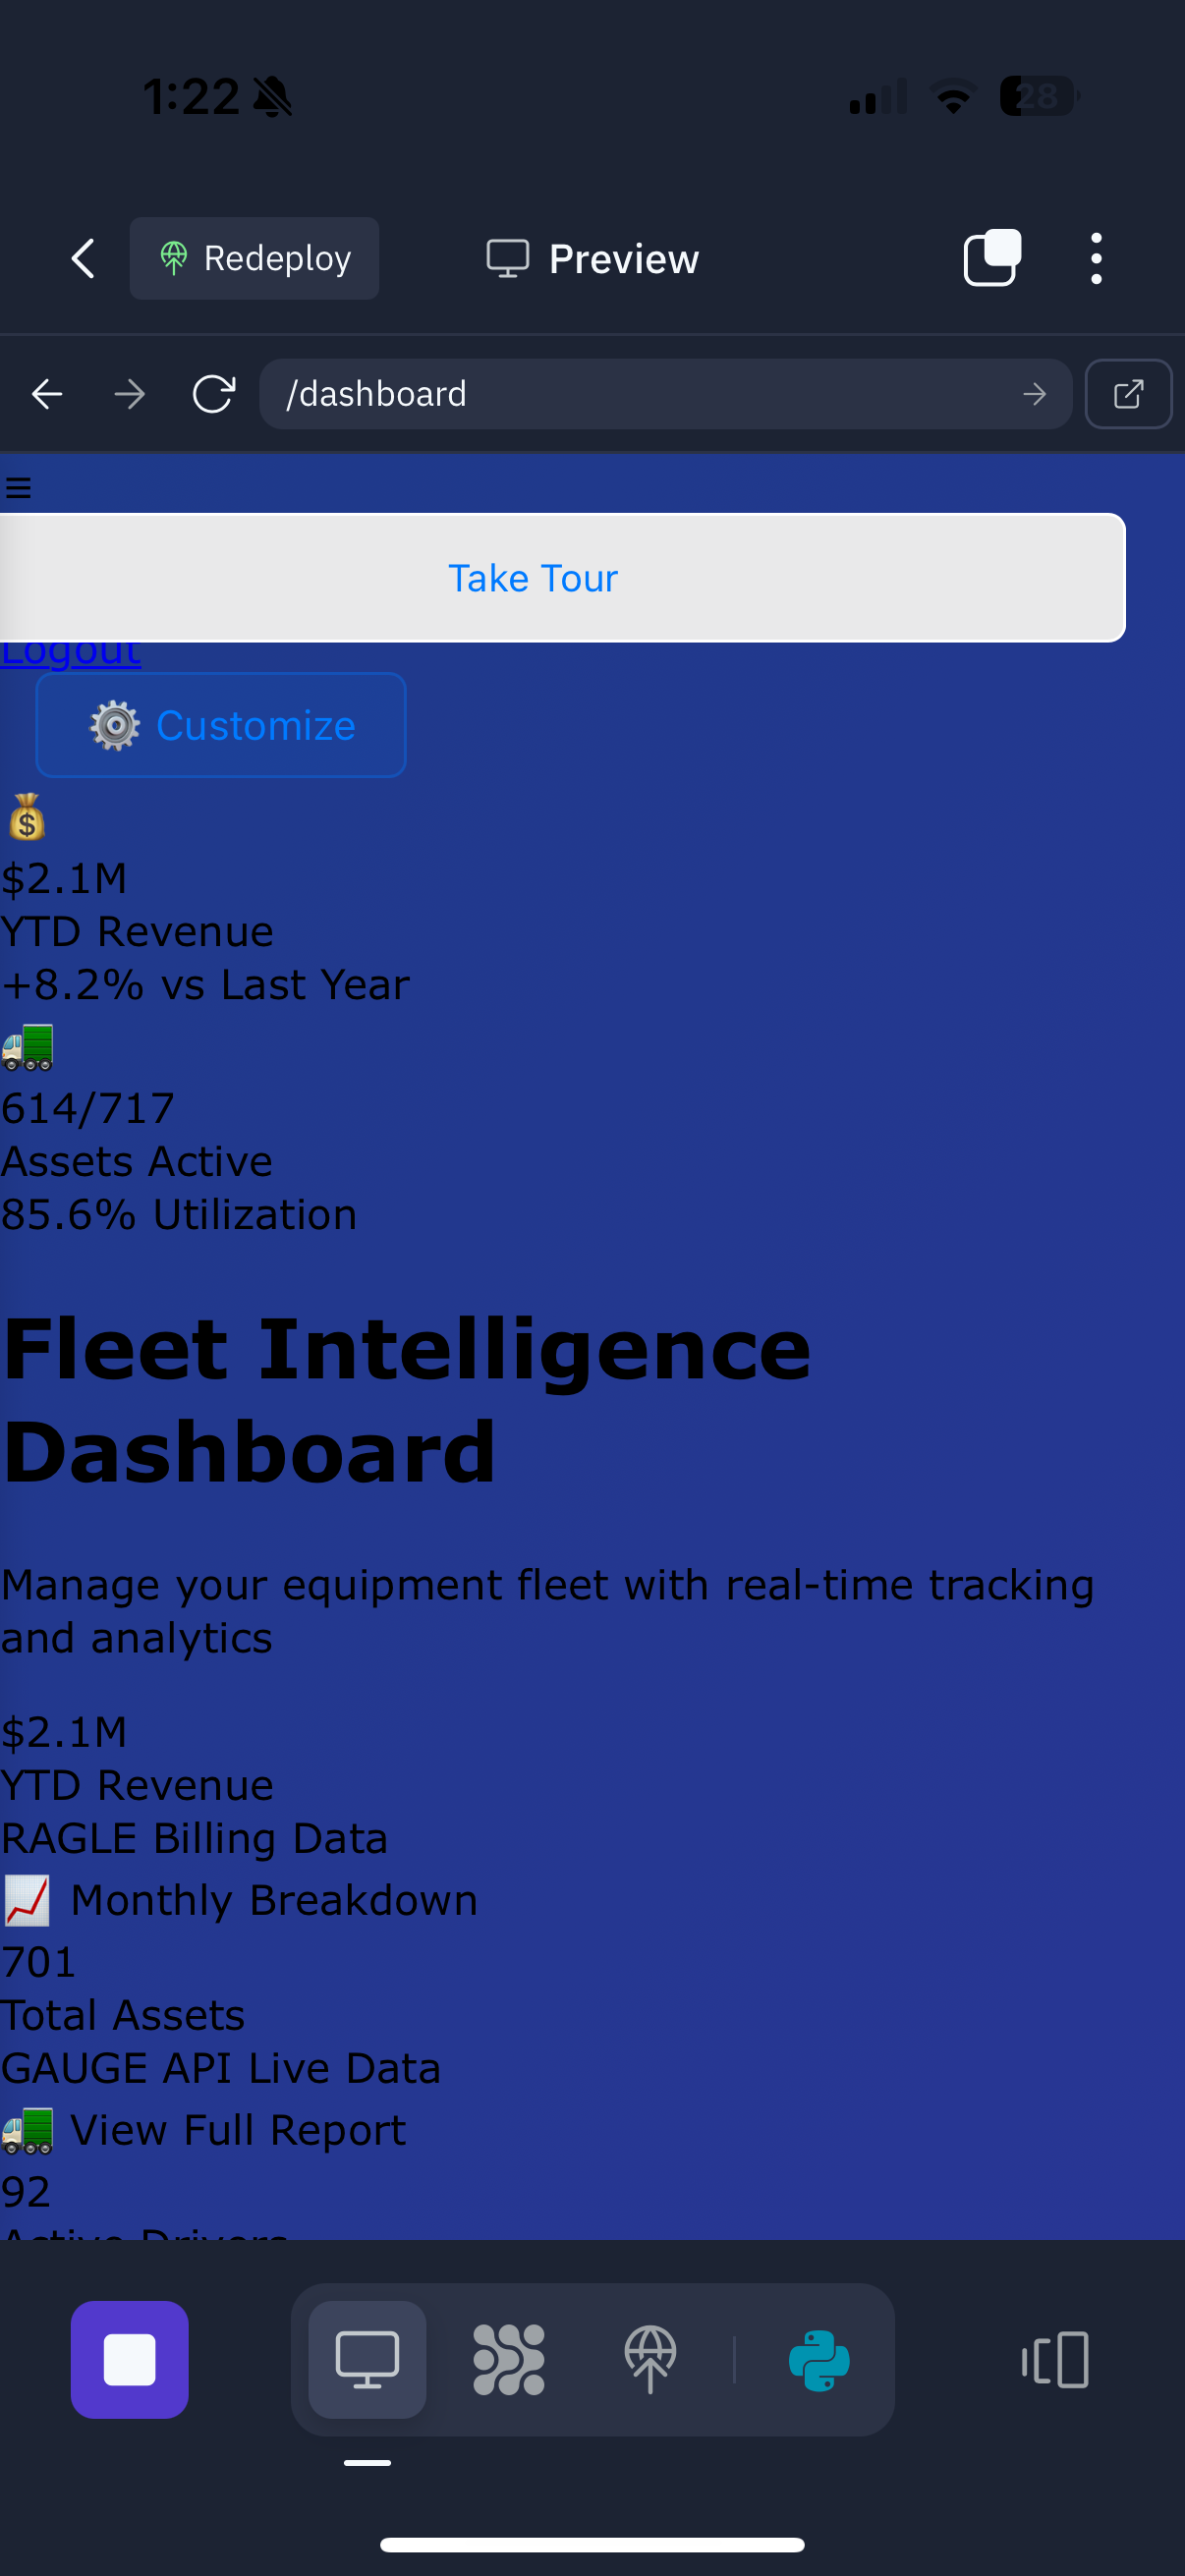 1:22
28
Redeploy
Preview
/dashboard
Take Tour
Logout
Customize
$2.1M
YTD Revenue
+8.2% vs Last Year
614/717
Assets Active
85.6% Utilization
Fleet Intelligence
Dashboard
Manage your equipment fleet with real-time tracking
and analytics
$2.1M
YTD Revenue
RAGLE Billing Data
Monthly Breakdown
701
Total Assets
GAUGE API Live Data
View Full Report
92
Active Drivers